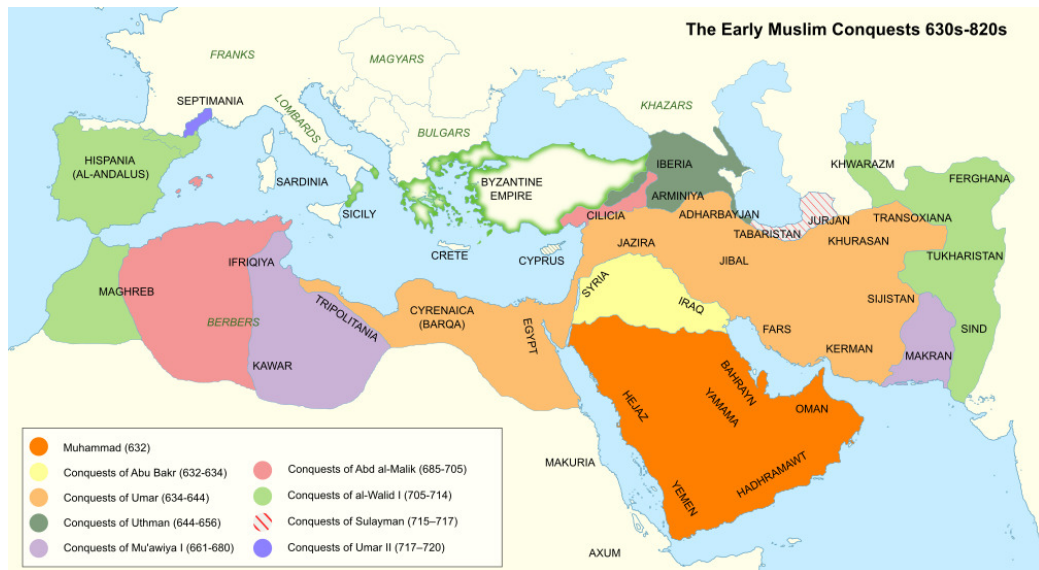 The Early Muslim Conquests 630s-820s
FRANKS
MAGYARS
SEPTIMANIA
LOMBARDS
KHAZARS
BULGARS
HISPANIA
(AL-ANDALUS)
IBERIA
KHWARAZM
FERGHANA
SARDINIA
BYZANTINE
EMPIRE
ARMINIYA
SICILY
CILICIA
ADHARBAYJAN
JURJAN
TRANSOXIANA
TABARISTAN
JAZIRA
KHURASAN
CRETE
CYPRUS
JIBAL
TUKHARISTAN
IFRIQIYA
SYRIA
MAGHREB
TRIPOLITANIA
CYRENAICA
(BARQA)
IRAQ
SIJISTAN
BERBERS
EGYPT
FARS
SIND
KERMAN
MAKRAN
KAWAR
BAHRAYN
HEJAZ
YAMAMA
OMAN
MAKURIA
HADHRAMAWT
YEMEN
AXUM
Muhammad (632)
Conquests of Abu Bakr (632-634)
Conquests of Umar (634-644)
Conquests of Uthman (644-656)
Conquests of Mu'awiya I (661-680)
Conquests of Abd al-Malik (685-705)
Conquests of al-Walid I (705-714)
Conquests of Sulayman (715–717)
Conquests of Umar II (717–720)